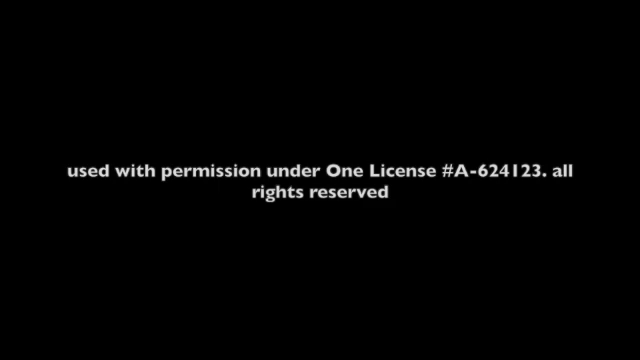 used with permission under One License #A-624123. all
rights reserved